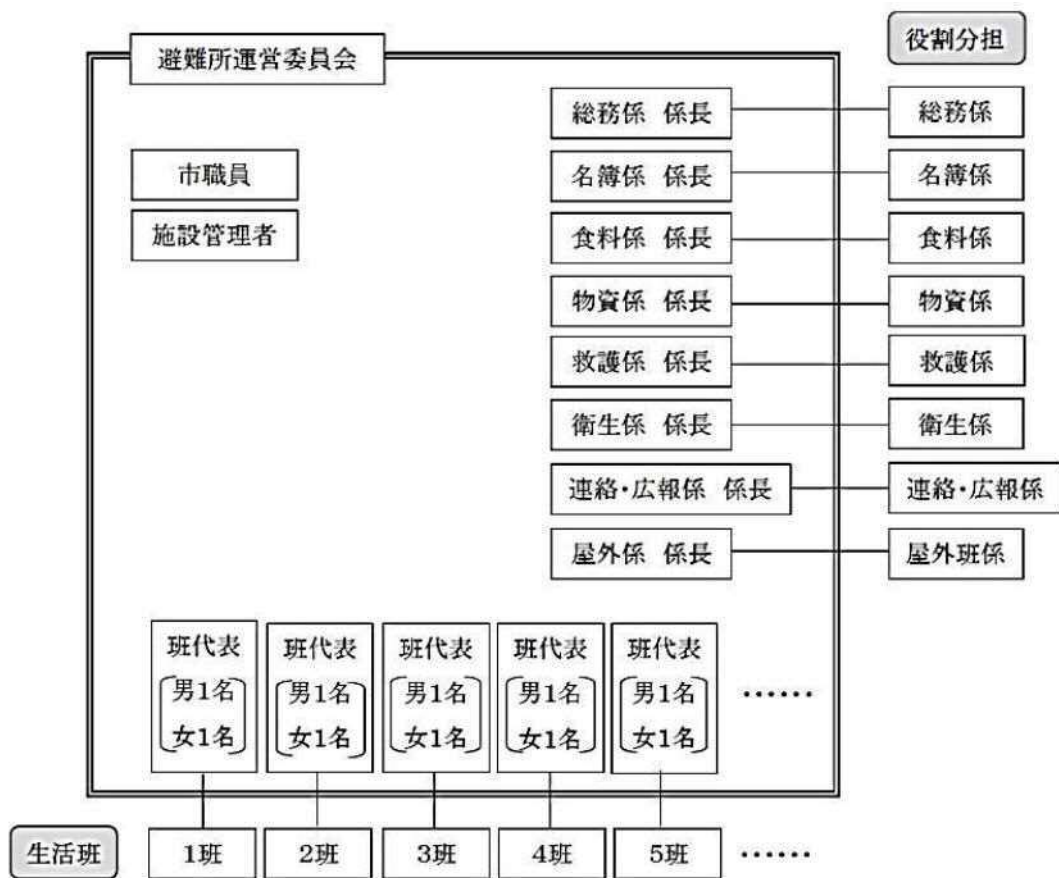 避難所運営委員会
役割分担
総務係 係長
総務係
市職員
名簿係 係長
名簿係
施設管理者
食料係 係長
食料係
物資係 係長
物資係
救護係 係長
救護係
衛生係 係長
衛生係
連絡・広報係 係長
連絡・広報係
屋外係 係長
屋外班係
班代表
男1名
女1名
班代表
男1名
女1名
班代表
男1名
女1名
班代表
男1名
女1名
班代表
男1名
女1名
……
生活班
1班
2班
3班
4班
5班
……